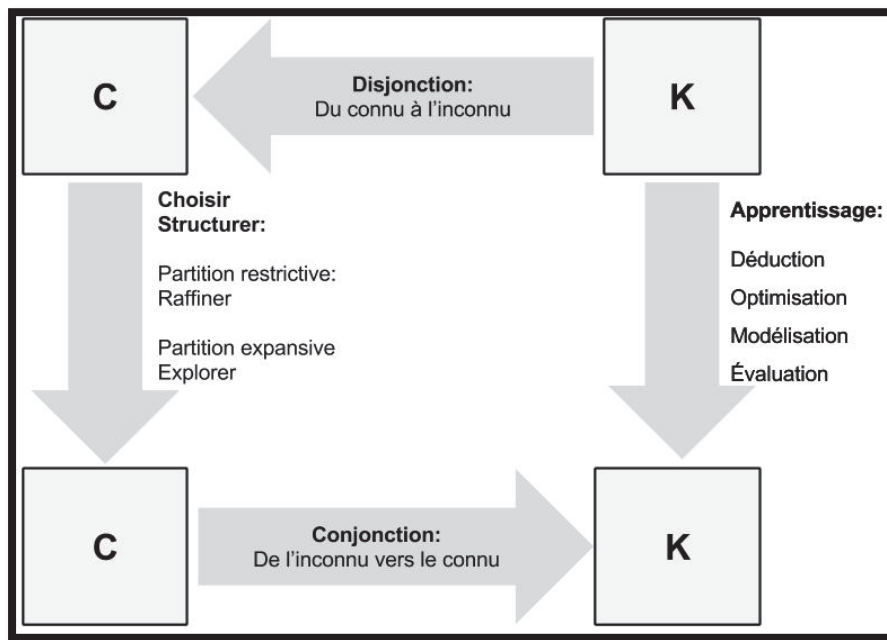 C
Disjonction:
Du connu à l'inconnu
K
Choisir
Structurer:
Partition restrictive:
Raffiner
Partition expansive
Explorer
Apprentissage:
Déduction
Optimisation
Modélisation
Évaluation
C
Conjonction:
De l'inconnu vers le connu
K